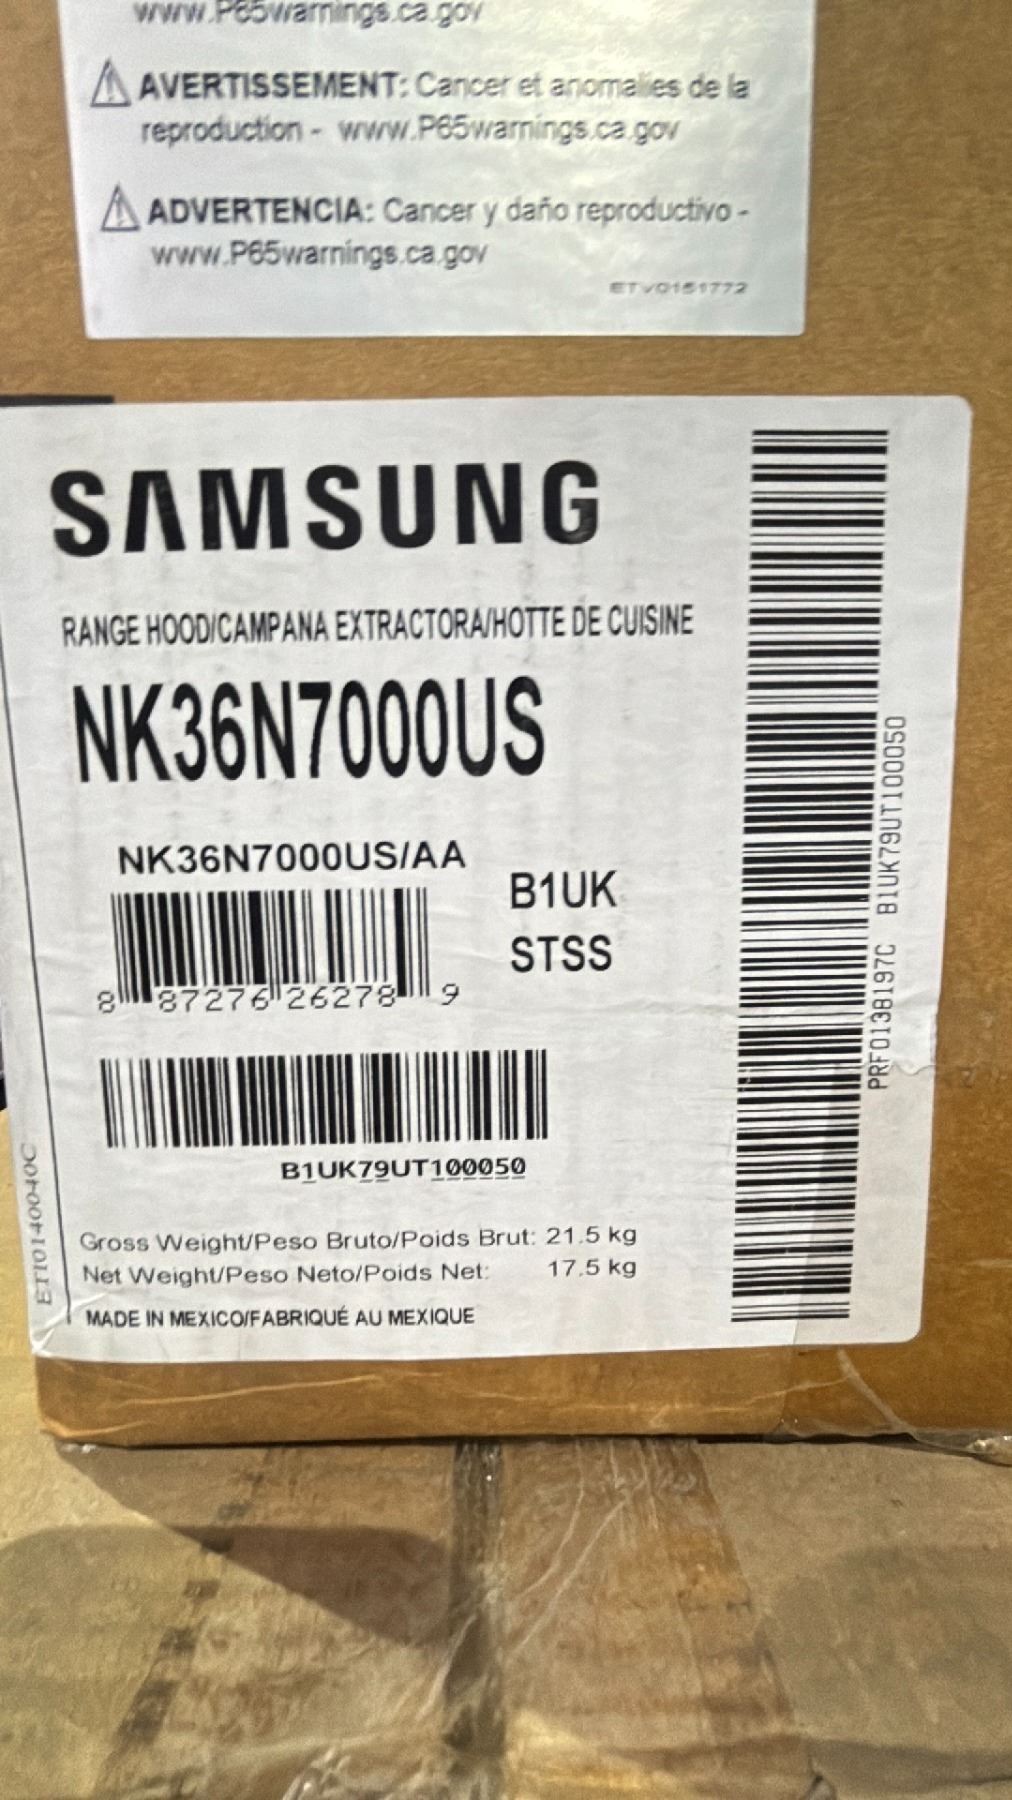 www.P65warnings.ca.gov
⚠ AVERTISSEMENT: Cancer et anomalies de la
reproduction - www.P65warnings.ca.gov
⚠ ADVERTENCIA: Cancer y daño reproductivo -
www.P65warnings.ca.gov
ETV0151772
SAMSUNG
RANGE HOOD/CAMPANA EXTRACTORA/HOTTE DE CUISINE
NK36N7000US
NK36N7000US/AA
B1UK
STSS
8 87276 26278 9
B1UK79UT100050
Gross Weight/Peso Bruto/Poids Brut: 21.5 kg
Net Weight/Peso Neto/Poids Net: 17.5 kg
MADE IN MEXICO/FABRIQUÉ AU MEXIQUE
ET10140040C
PRF0138197C B1UK79UT100050